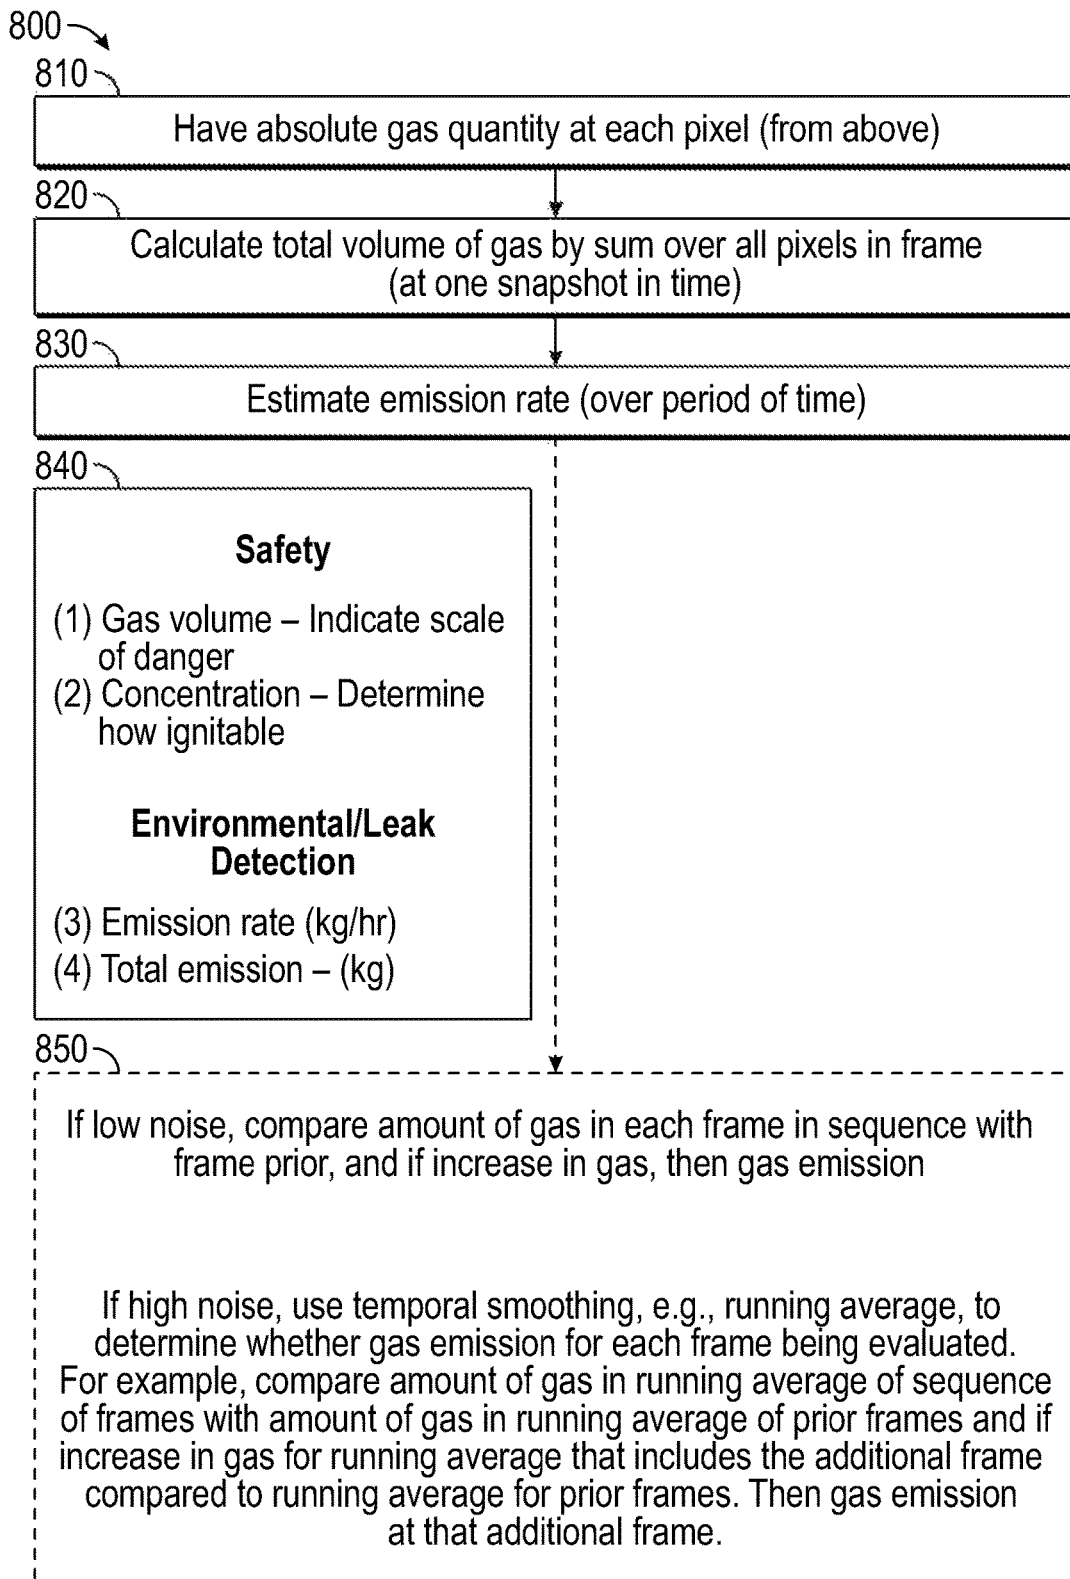 800
810
Have absolute gas quantity at each pixel (from above)
820
Calculate total volume of gas by sum over all pixels in frame
(at one snapshot in time)
830
Estimate emission rate (over period of time)
840
Safety
(1) Gas volume – Indicate scale
of danger
(2) Concentration – Determine
how ignitable
Environmental/Leak
Detection
(3) Emission rate (kg/hr)
(4) Total emission – (kg)
850
If low noise, compare amount of gas in each frame in sequence with
frame prior, and if increase in gas, then gas emission
If high noise, use temporal smoothing, e.g., running average, to
determine whether gas emission for each frame being evaluated.
For example, compare amount of gas in running average of sequence
of frames with amount of gas in running average of prior frames and if
increase in gas for running average that includes the additional frame
compared to running average for prior frames. Then gas emission
at that additional frame.